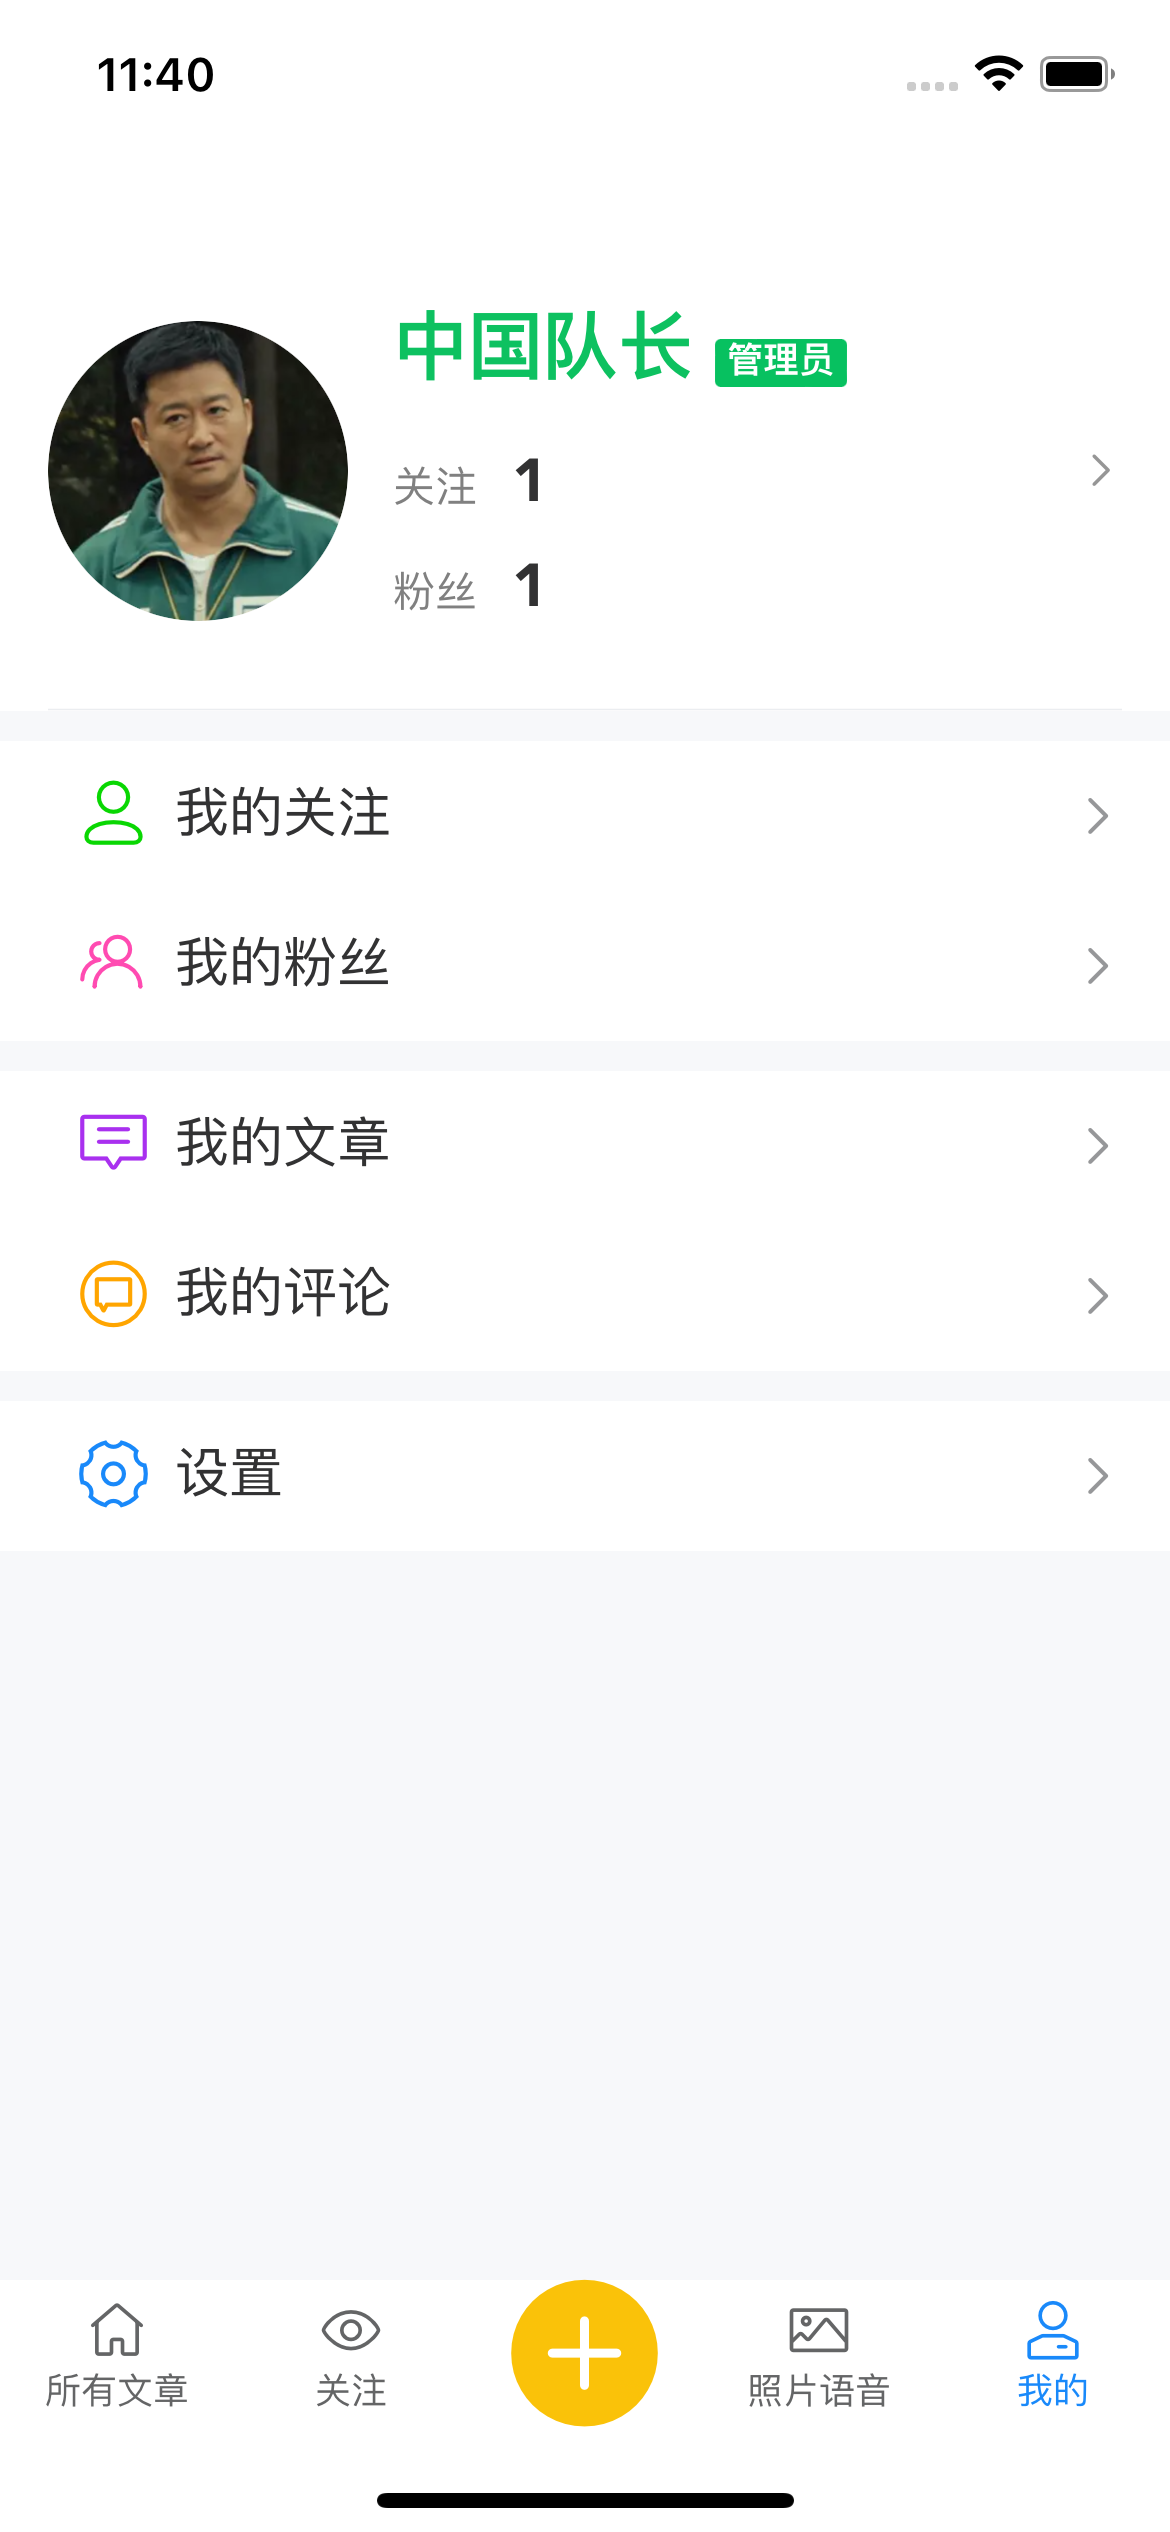 11:40
中国队长 管理员
关注 1
粉丝 1
我的关注
我的粉丝
我的文章
我的评论
设置
所有文章 关注 照片语音 我的